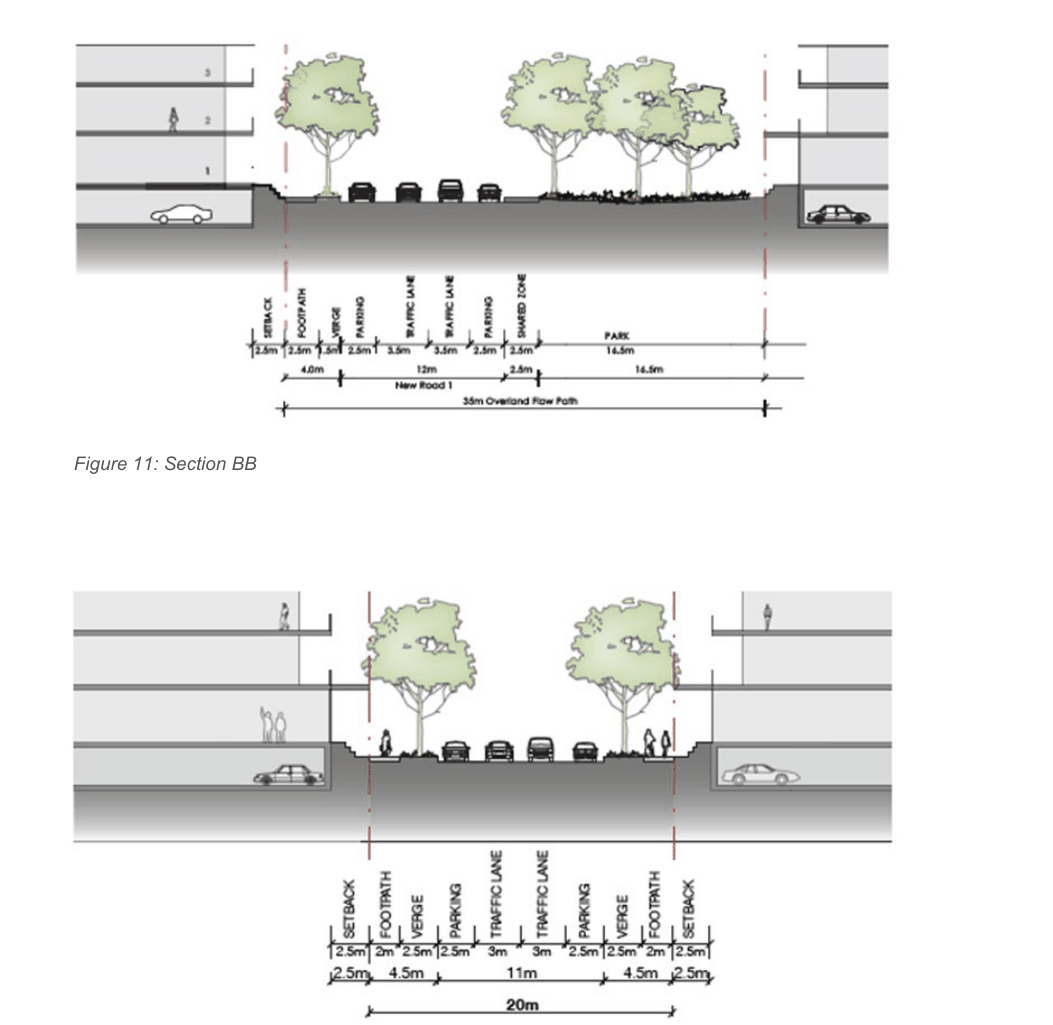 3
2
1
SETBACK FOOTPATH VERGE PARKING TRAFFIC LANE TRAFFIC LANE PARKING SHARED ZONE PARK
2.5m 2.5m 1.5m 2.5m 3.5m 3.5m 2.5m 2.5m 16.5m
4.0m 12m 2.5m 16.5m
New Road 1
35m Overland Flow Path
Figure 11: Section BB
SETBACK FOOTPATH VERGE PARKING TRAFFIC LANE TRAFFIC LANE PARKING VERGE FOOTPATH SETBACK
2.5m 2m 2.5m 2.5m 3m 3m 2.5m 2.5m 2m 2.5m
2.5m 4.5m 11m 4.5m 2.5m
20m